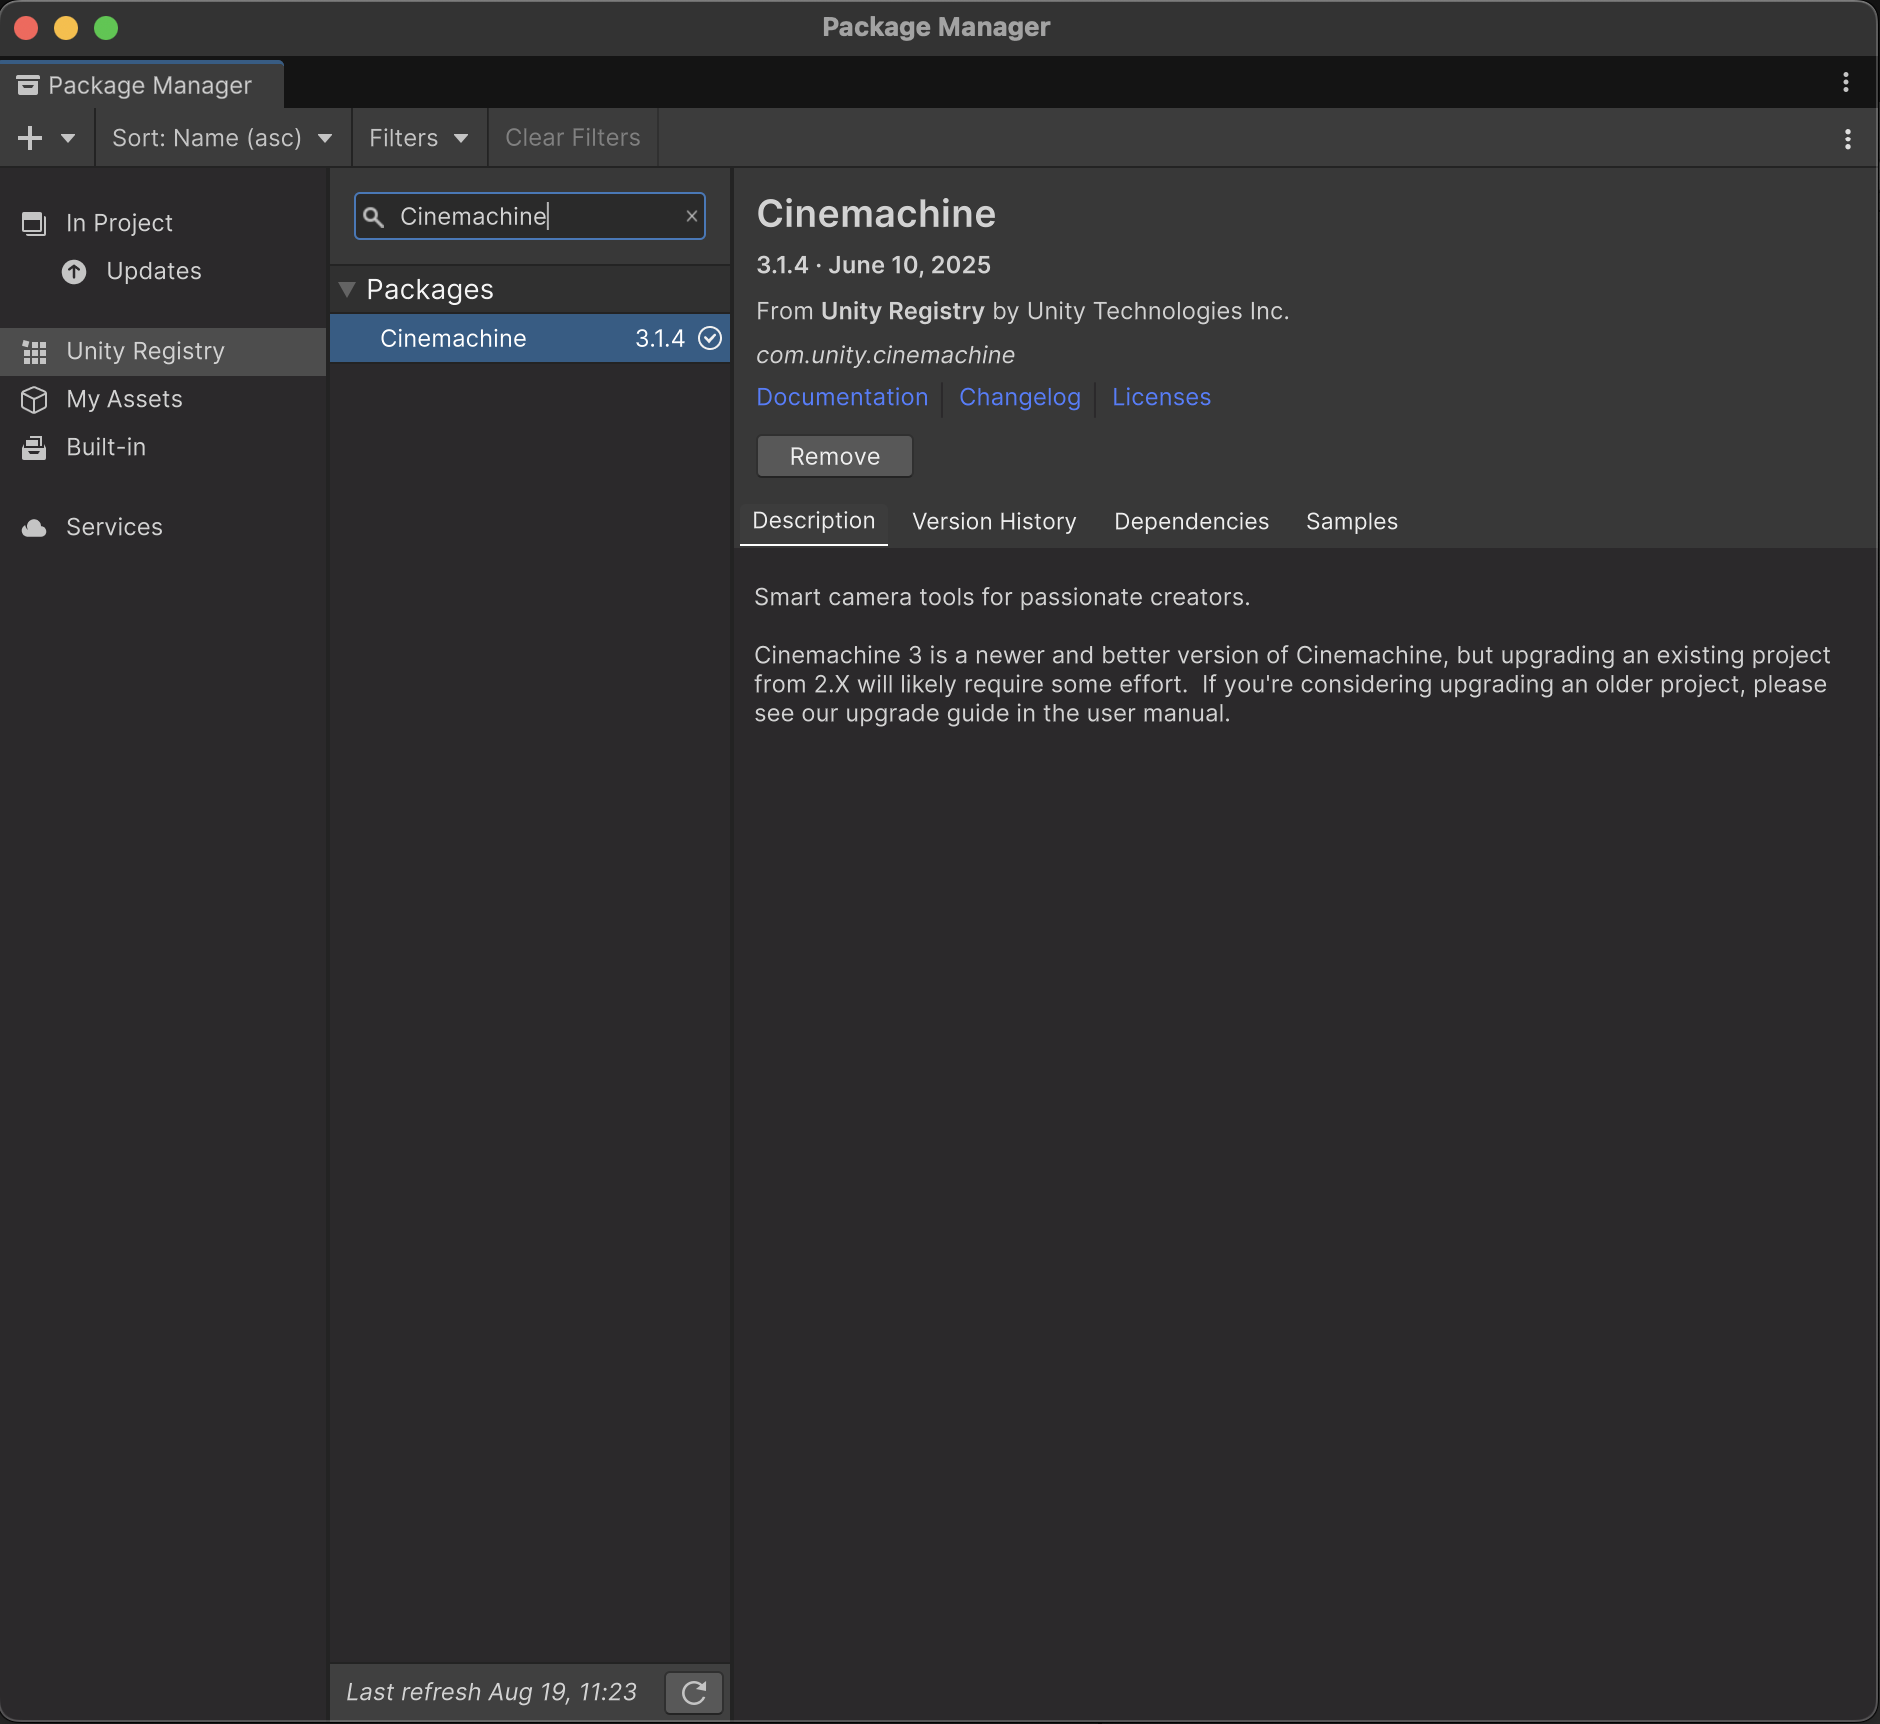 Package Manager
Package Manager
Sort: Name (asc)
Filters
Clear Filters
In Project
Updates
Unity Registry
My Assets
Built-in
Services
Cinemachine
Packages
Cinemachine 3.1.4
Last refresh Aug 19, 11:23
Cinemachine
3.1.4 · June 10, 2025
From Unity Registry by Unity Technologies Inc.
com.unity.cinemachine
Documentation Changelog Licenses
Remove
Description Version History Dependencies Samples
Smart camera tools for passionate creators.
Cinemachine 3 is a newer and better version of Cinemachine, but upgrading an existing project
from 2.X will likely require some effort.  If you're considering upgrading an older project, please
see our upgrade guide in the user manual.